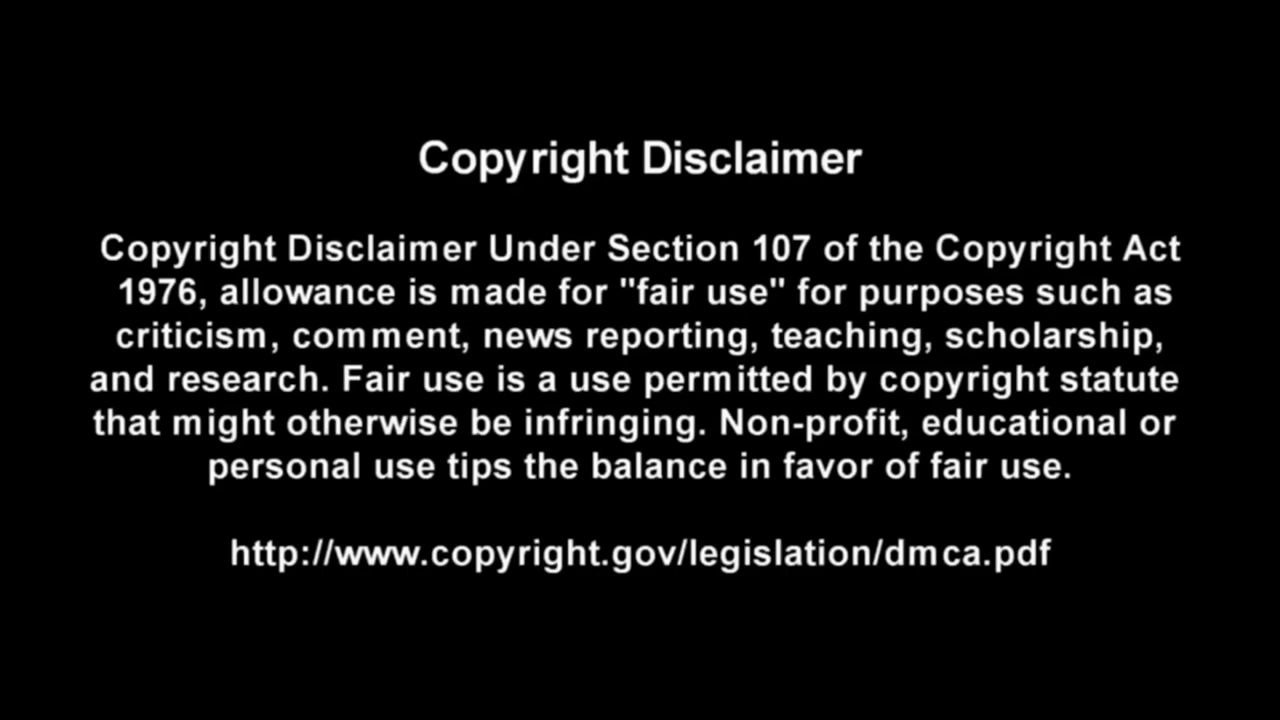 Copyright Disclaimer
Copyright Disclaimer Under Section 107 of the Copyright Act
1976, allowance is made for "fair use" for purposes such as
criticism, comment, news reporting, teaching, scholarship,
and research. Fair use is a use permitted by copyright statute
that might otherwise be infringing. Non-profit, educational or
personal use tips the balance in favor of fair use.
http://www.copyright.gov/legislation/dmca.pdf